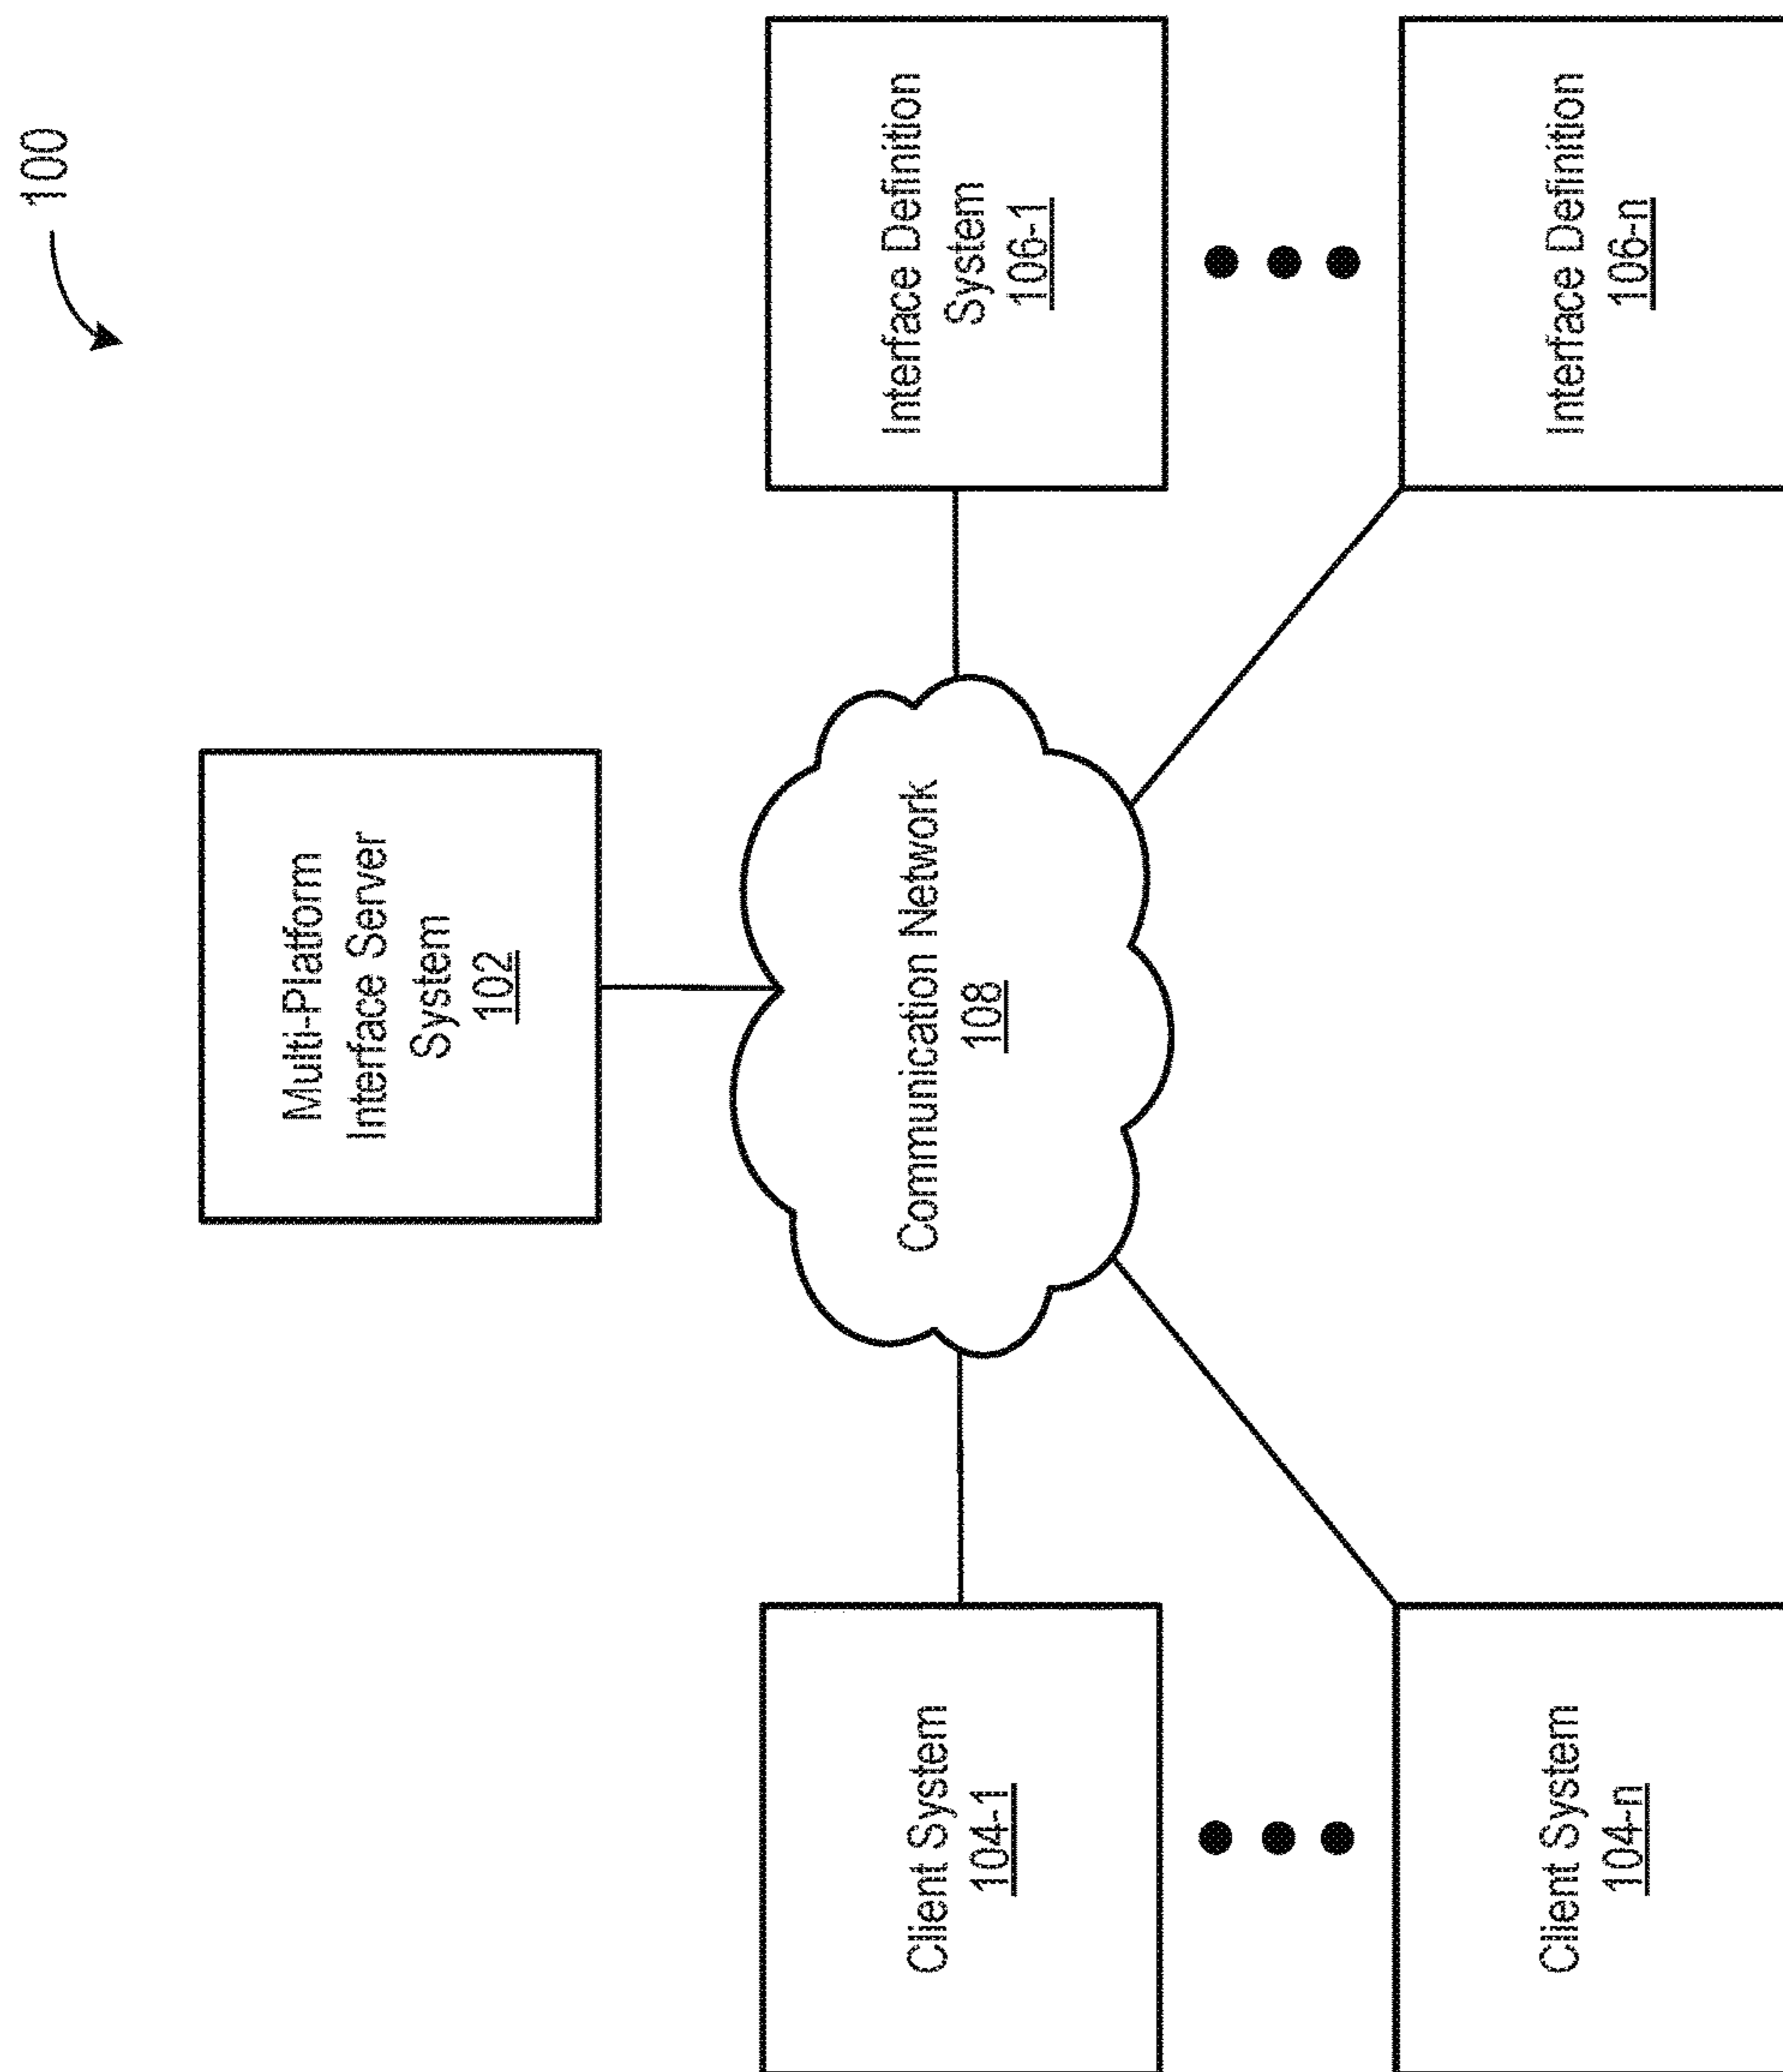 100
Multi-Platform
Interface Server
System
102
Communication Network
108
Client System
104-1
Client System
104-n
Interface Definition
System
106-1
Interface Definition
106-n